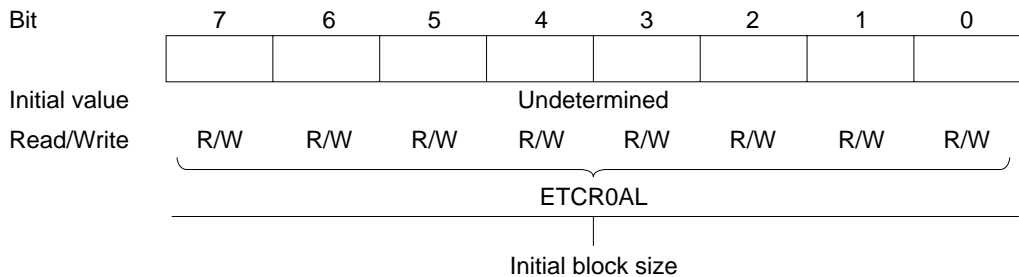 Bit 7 6 5 4 3 2 1 0
Initial value Undetermined
Read/Write R/W R/W R/W R/W R/W R/W R/W R/W
ETCR0AL
Initial block size